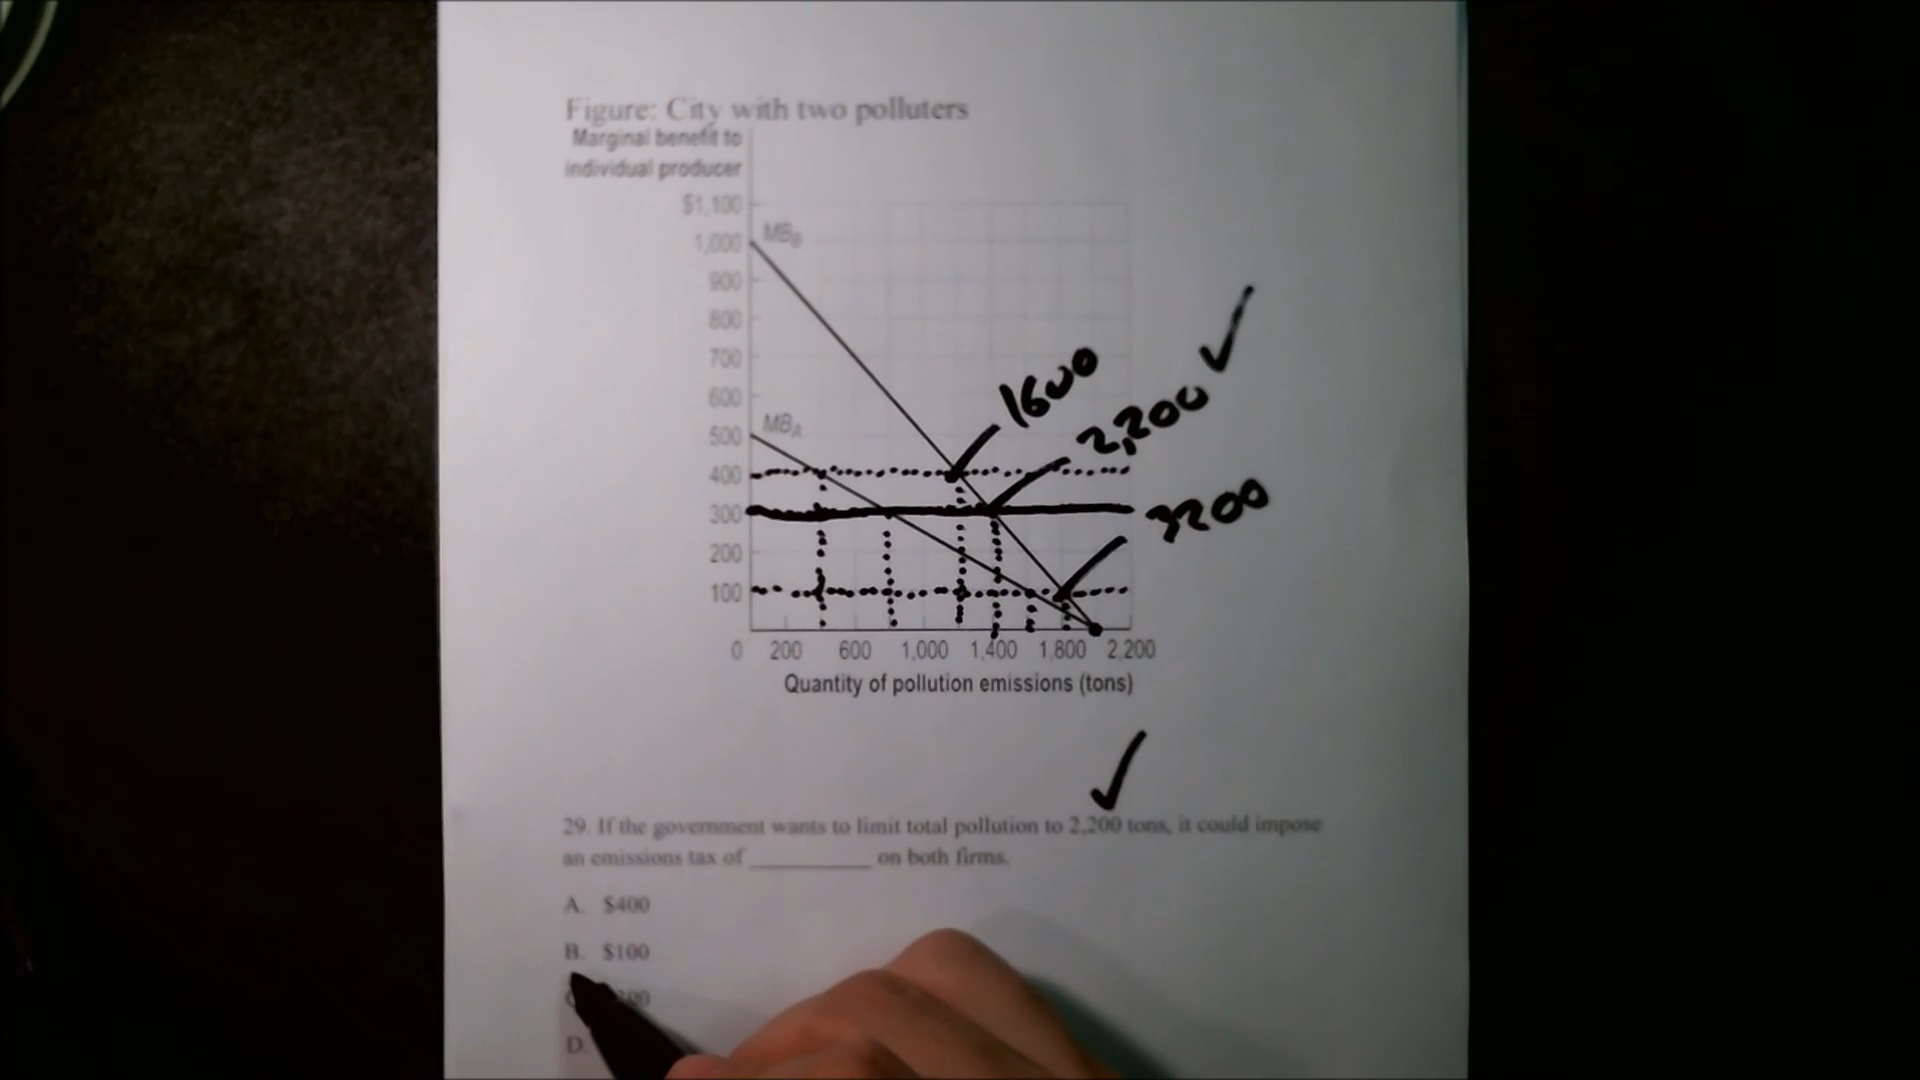 Figure: City with two polluters
Marginal benefit to
individual producer
$1,100
1,000
900
800
700
600
500
400
300
200
100
MB_B
MB_A
1600
2,200 ✓
3200
0 200 600 1,000 1,400 1,800 2,200
Quantity of pollution emissions (tons)
✓
29. If the government wants to limit total pollution to 2,200 tons, it could impose
an emissions tax of ____________ on both firms.
A. $400
B. $100
D.